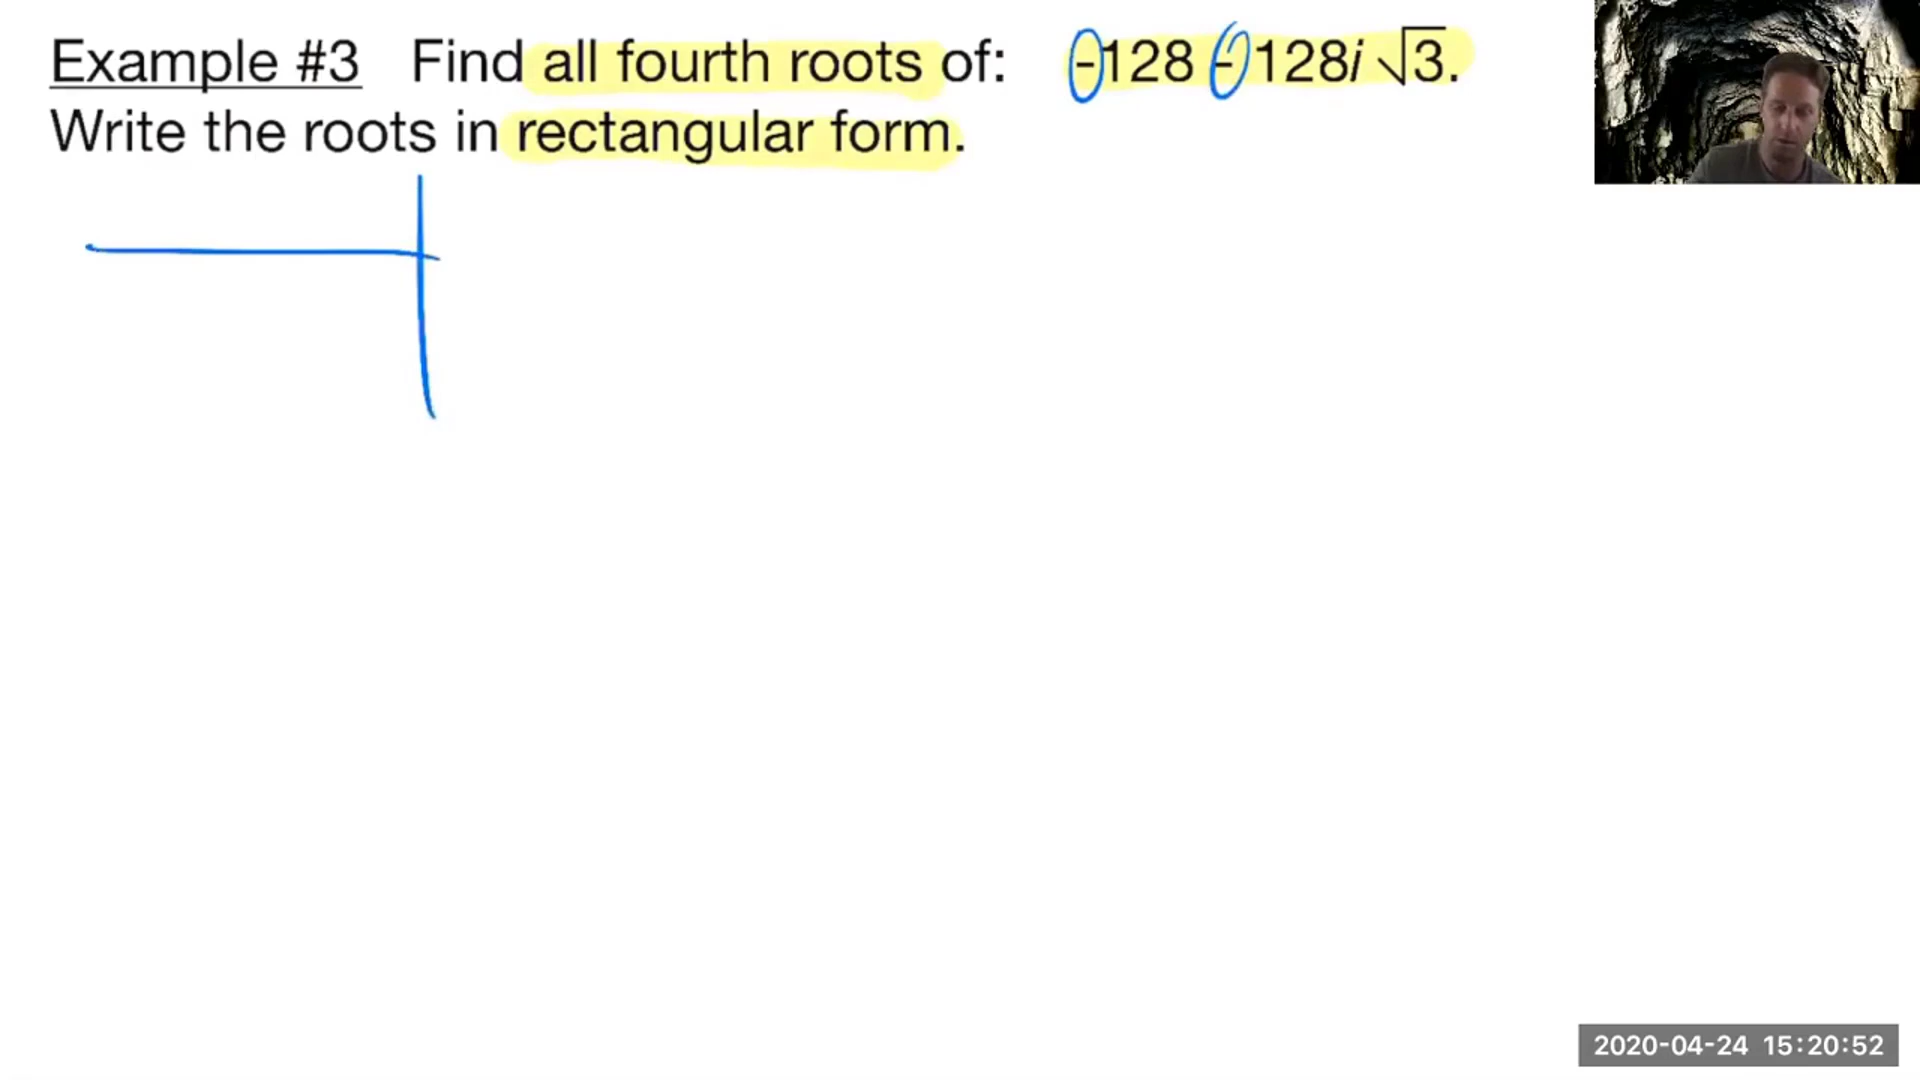 Example #3 Find all fourth roots of: -128 - 128i √3.
Write the roots in rectangular form.
2020-04-24 15:20:52